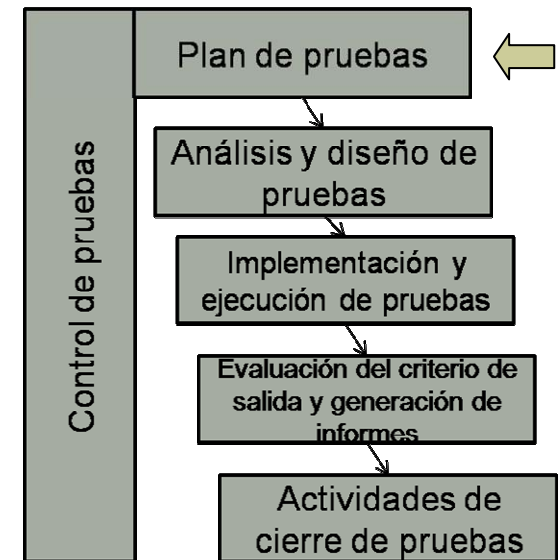 Control de pruebas
Plan de pruebas
Análisis y diseño de
pruebas
Implementación y
ejecución de pruebas
Evaluación del criterio de
salida y generación de
informes
Actividades de
cierre de pruebas